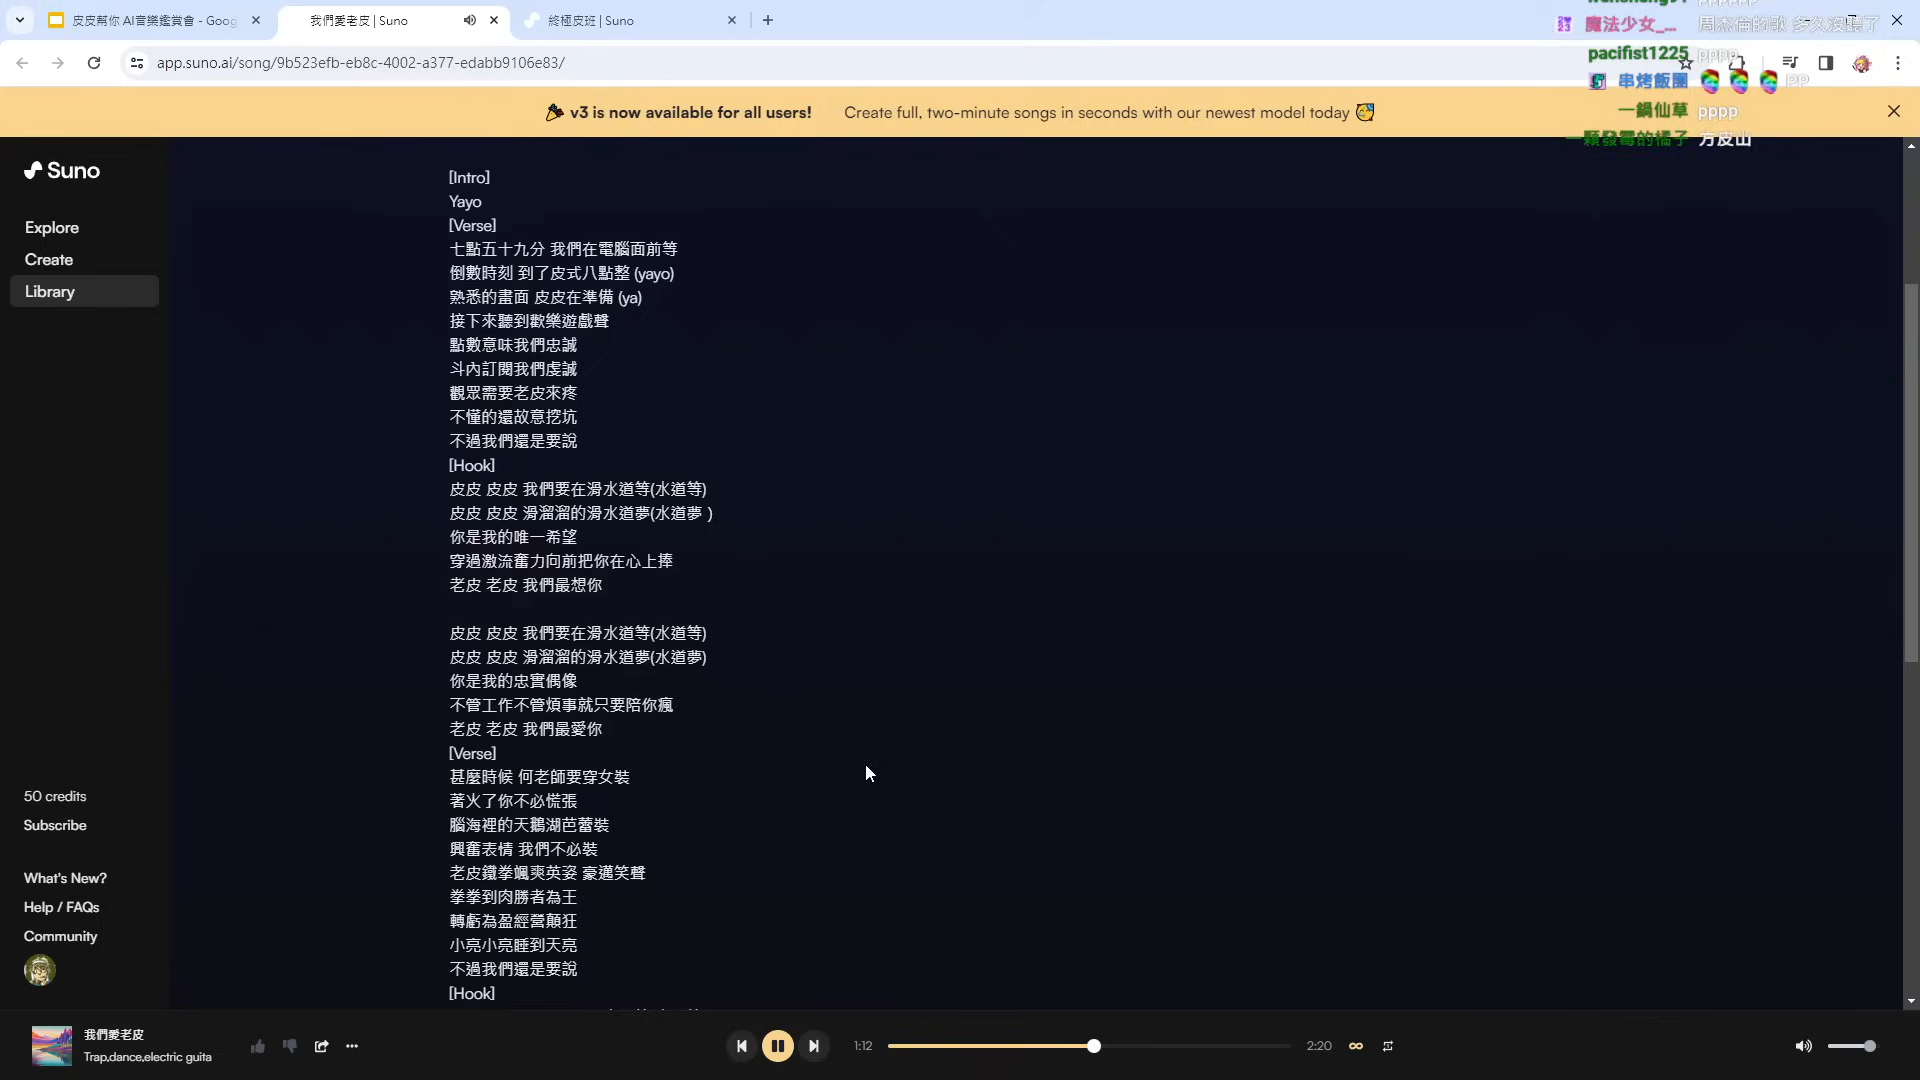 皮皮幫你 AI音樂鑑賞會 - Goog
我們愛老皮 | Suno
終極皮班 | Suno
魔法少女_... 周杰倫的歌 多久沒聽了
app.suno.ai/song/9b523efb-eb8c-4002-a377-edabb9106e83/
pacifist1225 pppp
串烤飯團 PP
v3 is now available for all users! Create full, two-minute songs in seconds with our newest model today
一鍋仙草 pppp
一顆發霉的橘子 方皮山
Suno
Explore
Create
Library
50 credits
Subscribe
What's New?
Help / FAQs
Community
[Intro]
Yayo
[Verse]
七點五十九分 我們在電腦面前等
倒數時刻 到了皮式八點整 (yayo)
熟悉的畫面 皮皮在準備 (ya)
接下來聽到歡樂遊戲聲
點數意味我們忠誠
斗內訂閱我們虔誠
觀眾需要老皮來疼
不懂的還故意挖坑
不過我們還是要說
[Hook]
皮皮 皮皮 我們要在滑水道等(水道等)
皮皮 皮皮 滑溜溜的滑水道夢(水道夢 )
你是我的唯一希望
穿過激流奮力向前把你在心上捧
老皮 老皮 我們最想你
皮皮 皮皮 我們要在滑水道等(水道等)
皮皮 皮皮 滑溜溜的滑水道夢(水道夢)
你是我的忠實偶像
不管工作不管煩事就只要陪你瘋
老皮 老皮 我們最愛你
[Verse]
甚麼時候 何老師要穿女裝
著火了你不必慌張
腦海裡的天鵝湖芭蕾裝
興奮表情 我們不必裝
老皮鐵拳颯爽英姿 豪邁笑聲
拳拳到肉勝者為王
轉虧為盈經營顛狂
小亮小亮睡到天亮
不過我們還是要說
[Hook]
我們愛老皮
Trap,dance,electric guita
1:12
2:20